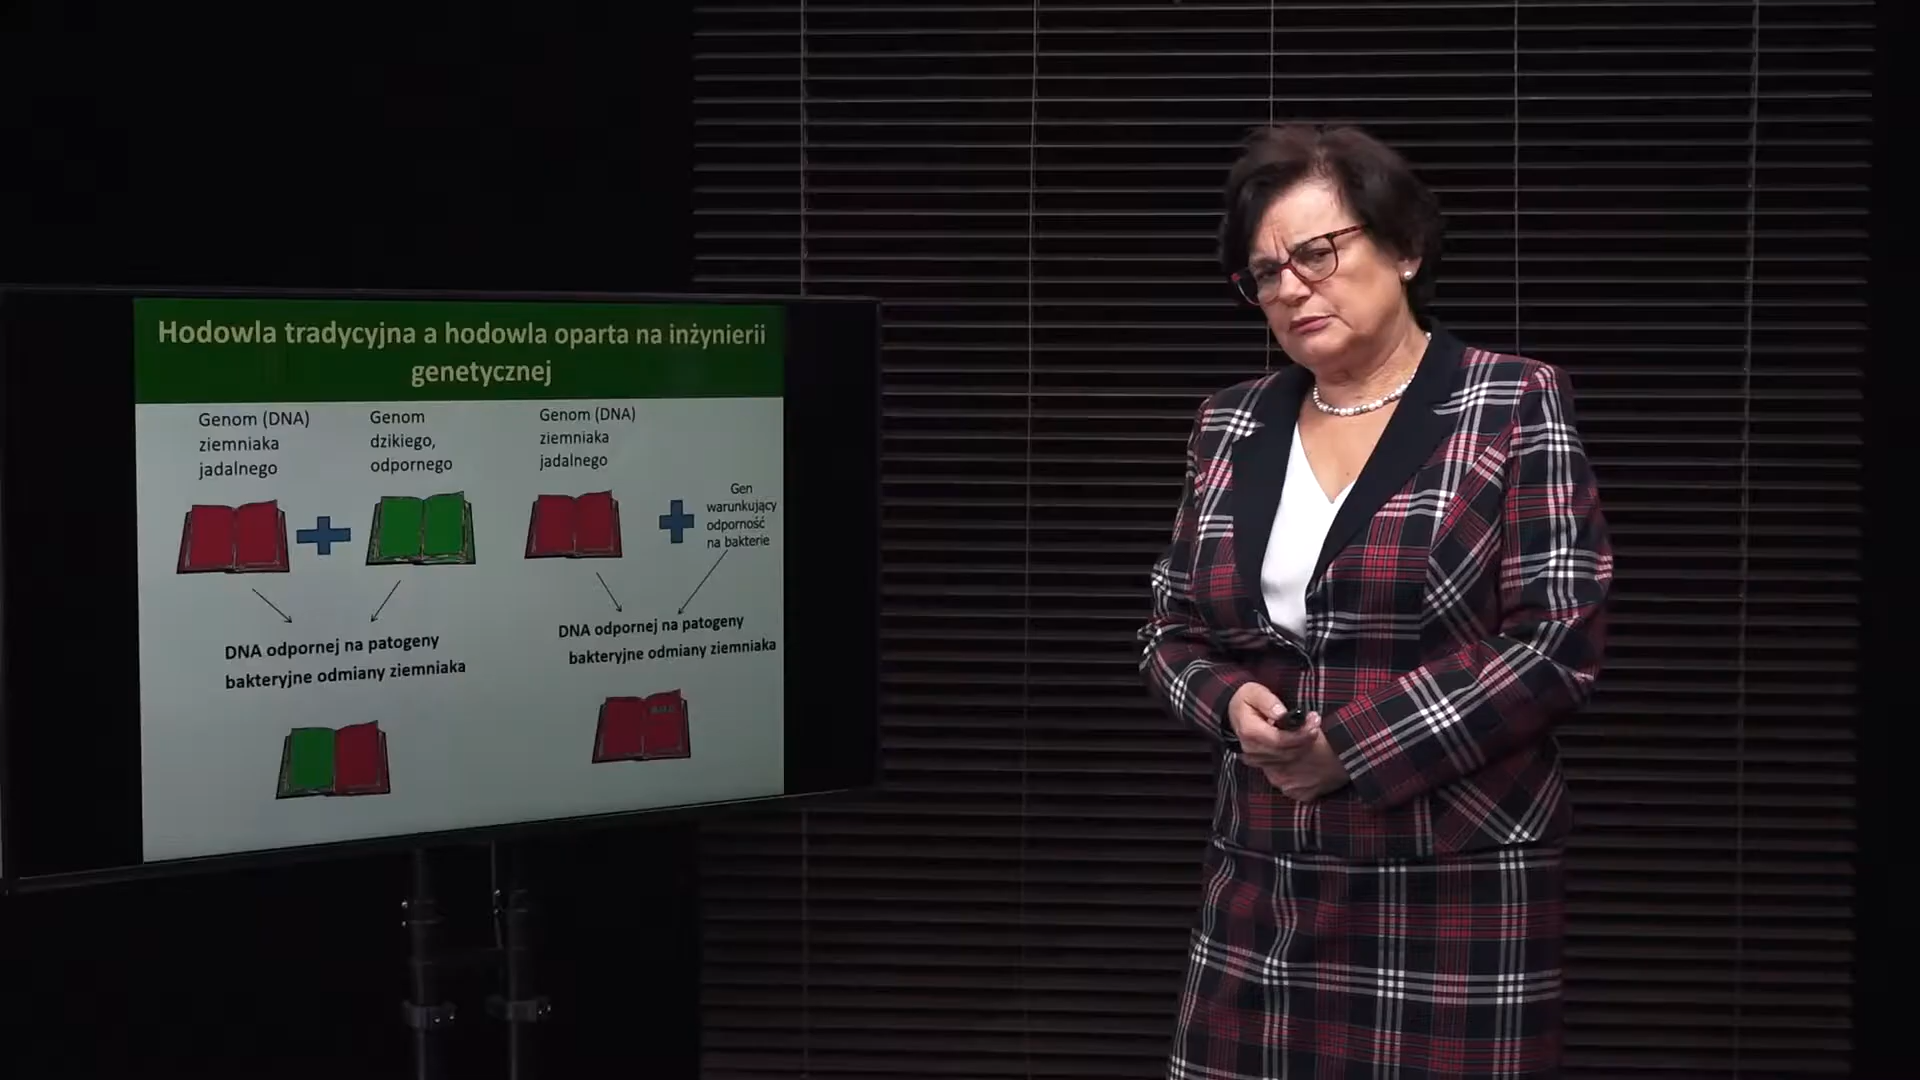 Hodowla tradycyjna a hodowla oparta na inżynierii
genetycznej
Genom (DNA)
ziemniaka
jadalnego
Genom
dzikiego,
odpornego
Genom (DNA)
ziemniaka
jadalnego
Gen
warunkujący
odporność
na bakterie
DNA odpornej na patogeny
bakteryjne odmiany ziemniaka
DNA odpornej na patogeny
bakteryjne odmiany ziemniaka